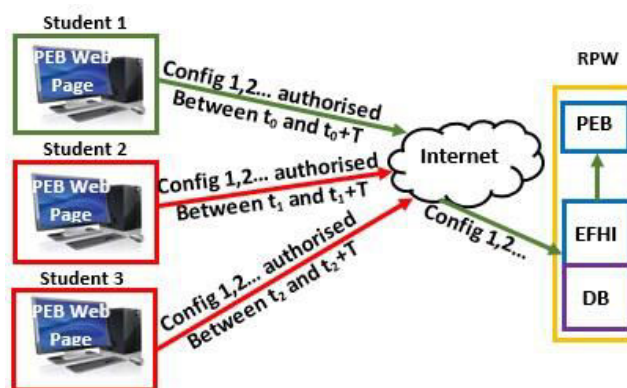 Student 1
PEB Web
Page
Config 1,2... authorised
Between t₀ and t₀+T
Student 2
PEB Web
Page
Config 1,2... authorised
Between t₁ and t₁+T
Student 3
PEB Web
Page
Config 1,2... authorised
Between t₂ and t₂+T
Internet
Config 1,2...
RPW
PEB
EFHI
DB